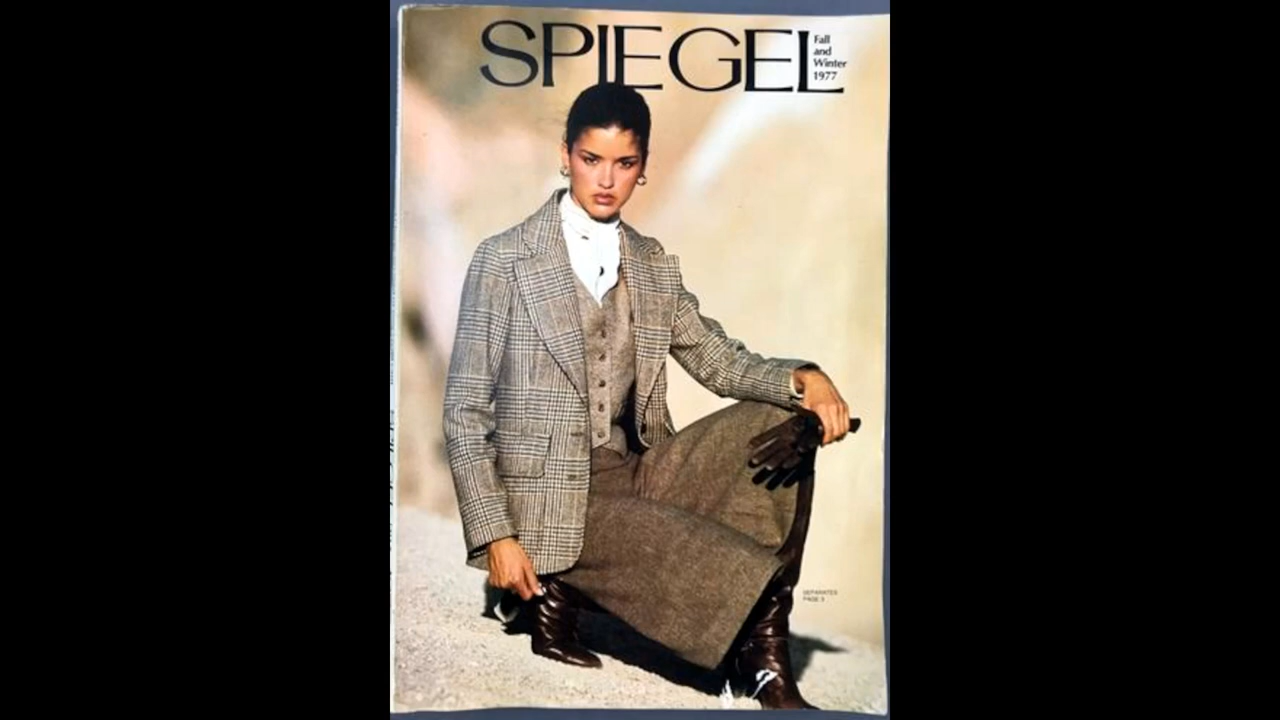 SPIEGEL
Fall
and
Winter
1977
SEPARATES
PAGE 3